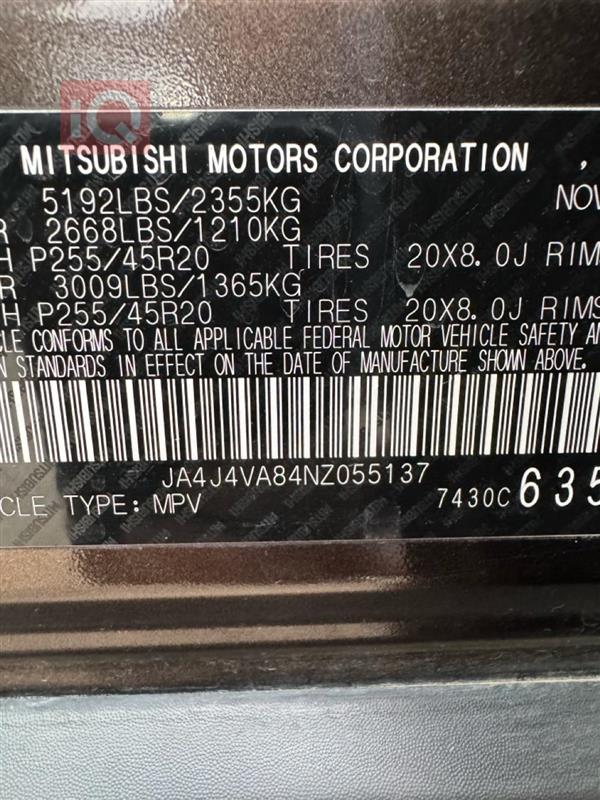 IQ
MITSUBISHI MOTORS CORPORATION ,
5192LBS/2355KG NOV
R 2668LBS/1210KG
H P255/45R20 TIRES 20X8.0J RIMS
R 3009LBS/1365KG
H P255/45R20 TIRES 20X8.0J RIMS
CLE CONFORMS TO ALL APPLICABLE FEDERAL MOTOR VEHICLE SAFETY AN
N STANDARDS IN EFFECT ON THE DATE OF MANUFACTURE SHOWN ABOVE.
JA4J4VA84NZ055137
CLE TYPE: MPV 7430C 635